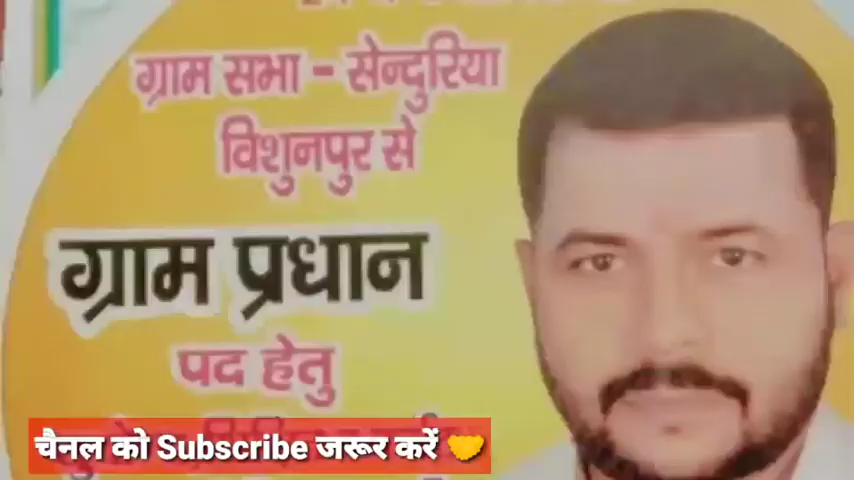 ग्राम सभा - सेन्दुरिया
विशुनपुर से
ग्राम प्रधान
पद हेतु
चैनल को Subscribe जरूर करें